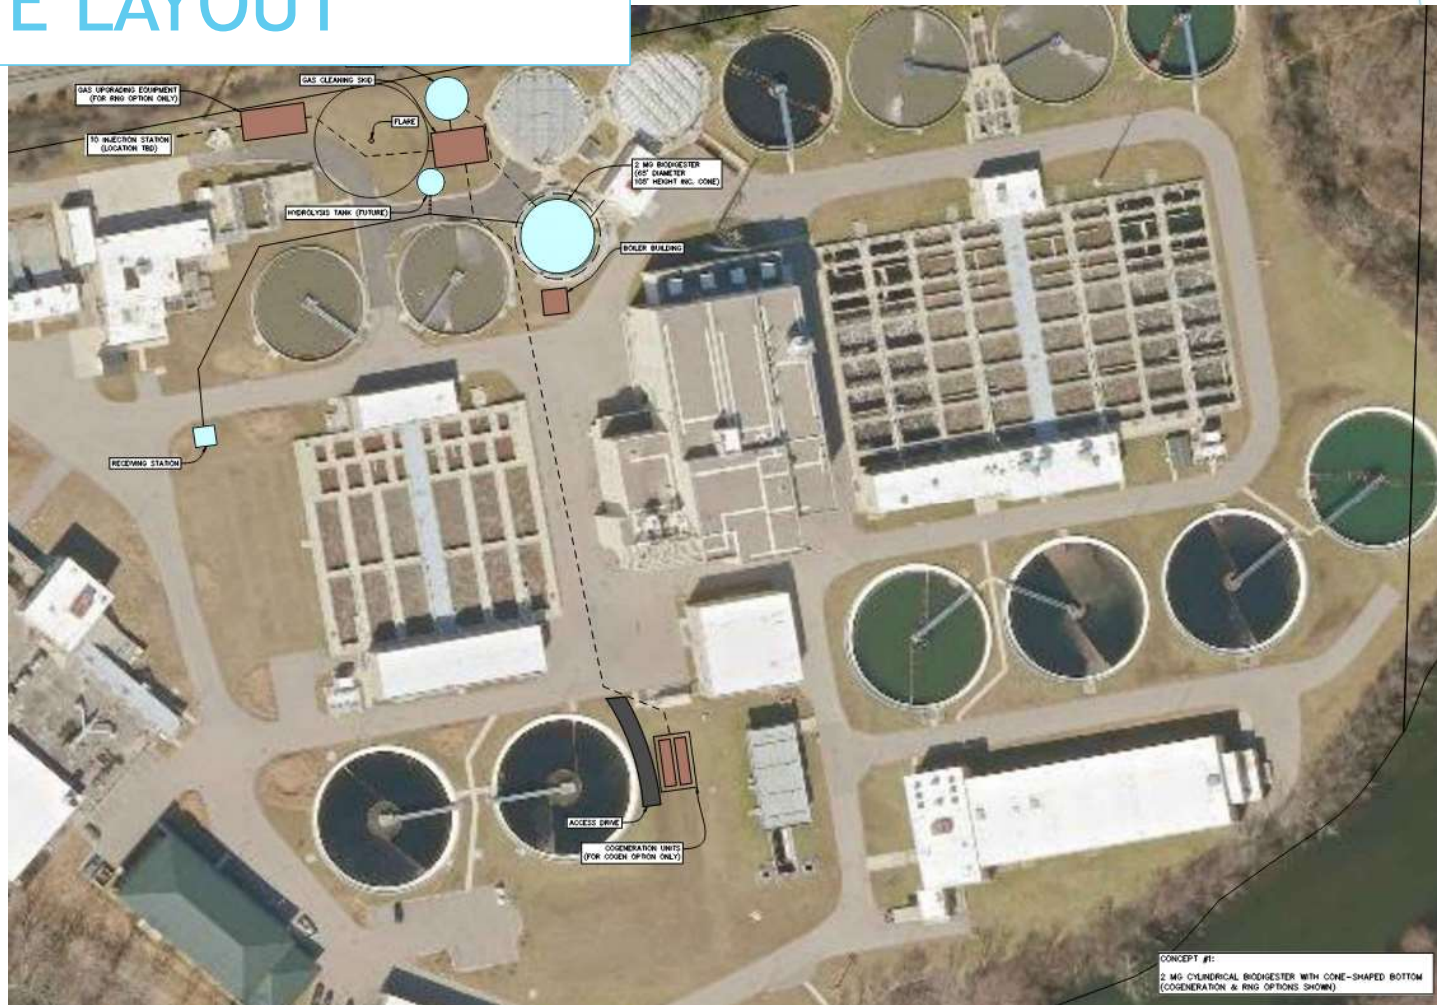 E LAYOUT
GAS CLEANING SKID
GAS UPGRADING EQUIPMENT
(FOR RNG OPTION ONLY)
FLARE
TO INJECTION STATION
(LOCATION TBD)
2 MG BIODIGESTER
(65' DIAMETER
105' HEIGHT INC. CONE)
HYDROLYSIS TANK (FUTURE)
BOILER BUILDING
RECEIVING STATION
ACCESS DRIVE
COGENERATION UNITS
(FOR COGEN OPTION ONLY)
CONCEPT #1:
2 MG CYLINDRICAL BIODIGESTER WITH CONE-SHAPED BOTTOM
(COGENERATION & RNG OPTIONS SHOWN)